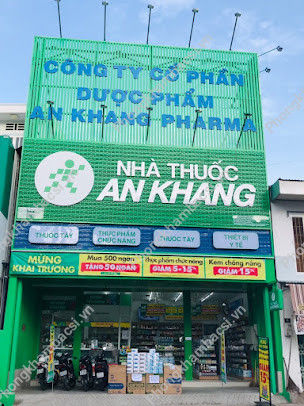 CÔNG TY CỔ PHẦN
DƯỢC PHẨM
AN KHANG PHARMA
NHÀ THUỐC
AN KHANG
THUỐC TÂY
THỰC PHẨM
CHỨC NĂNG
THUỐC TÂY
THIẾT BỊ
Y TẾ
MỪNG
KHAI TRƯƠNG
Mua 500 ngàn
TẶNG 50 NGÀN
Thực phẩm chức năng
GIẢM 5-15%
Kem chống nắng
GIẢM 15%